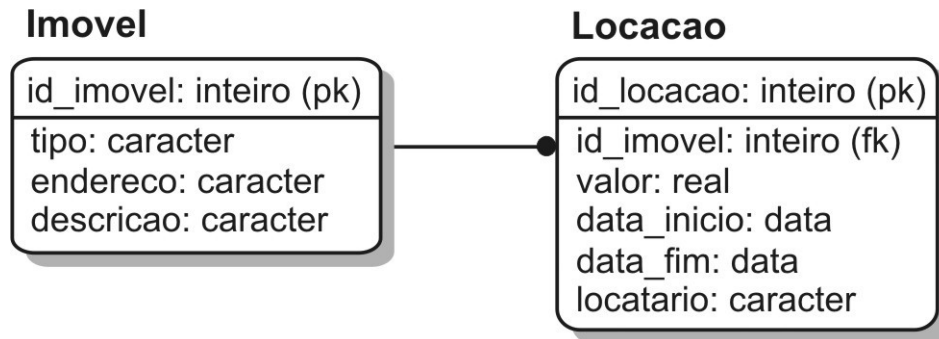 Imovel
id_imovel: inteiro (pk)
tipo: caracter
endereco: caracter
descricao: caracter
Locacao
id_locacao: inteiro (pk)
id_imovel: inteiro (fk)
valor: real
data_inicio: data
data_fim: data
locatario: caracter